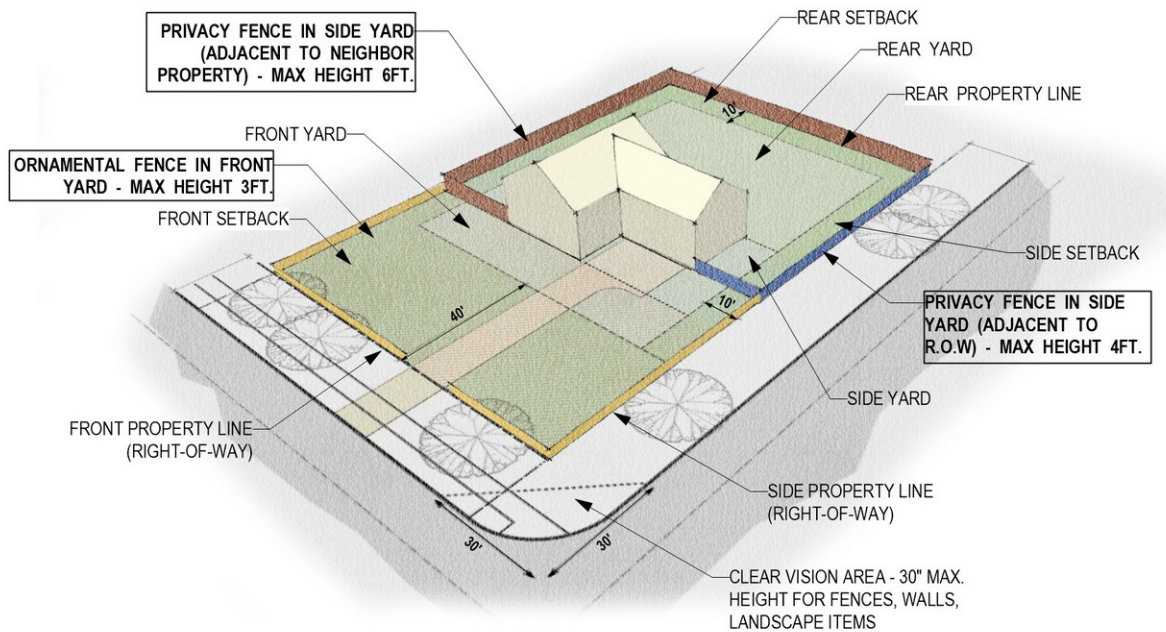 PRIVACY FENCE IN SIDE YARD
(ADJACENT TO NEIGHBOR
PROPERTY) - MAX HEIGHT 6FT.
REAR SETBACK
REAR YARD
REAR PROPERTY LINE
10'
FRONT YARD
ORNAMENTAL FENCE IN FRONT
YARD - MAX HEIGHT 3FT.
FRONT SETBACK
SIDE SETBACK
PRIVACY FENCE IN SIDE
YARD (ADJACENT TO
R.O.W) - MAX HEIGHT 4FT.
40'
10'
SIDE YARD
FRONT PROPERTY LINE
(RIGHT-OF-WAY)
SIDE PROPERTY LINE
(RIGHT-OF-WAY)
30'
30'
CLEAR VISION AREA - 30" MAX.
HEIGHT FOR FENCES, WALLS,
LANDSCAPE ITEMS